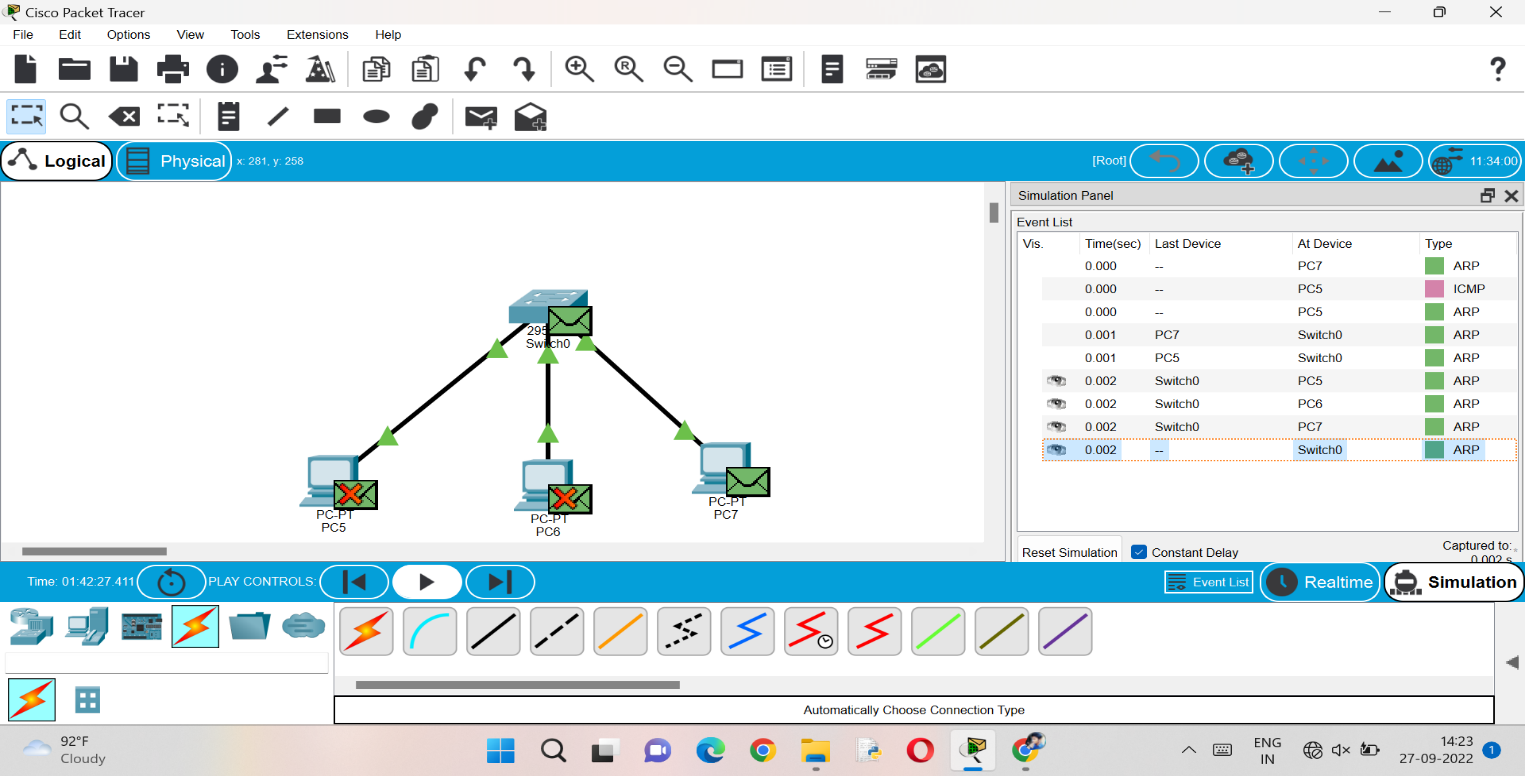 Cisco Packet Tracer
File Edit Options View Tools Extensions Help
Logical Physical x: 281, y: 258 [Root] 11:34:00
Simulation Panel
Event List
Vis. Time(sec) Last Device At Device Type
0.000 -- PC7 ARP
0.000 -- PC5 ICMP
0.000 -- PC5 ARP
0.001 PC7 Switch0 ARP
0.001 PC5 Switch0 ARP
0.002 Switch0 PC5 ARP
0.002 Switch0 PC6 ARP
0.002 Switch0 PC7 ARP
0.002 -- Switch0 ARP
295
Switch0
PC-PT
PC5
PC-PT
PC6
PC-PT
PC7
Reset Simulation Constant Delay Captured to:
0.002 s
Time: 01:42:27.411 PLAY CONTROLS: Event List Realtime Simulation
Automatically Choose Connection Type
92°F
Cloudy
ENG
IN
14:23
27-09-2022
1